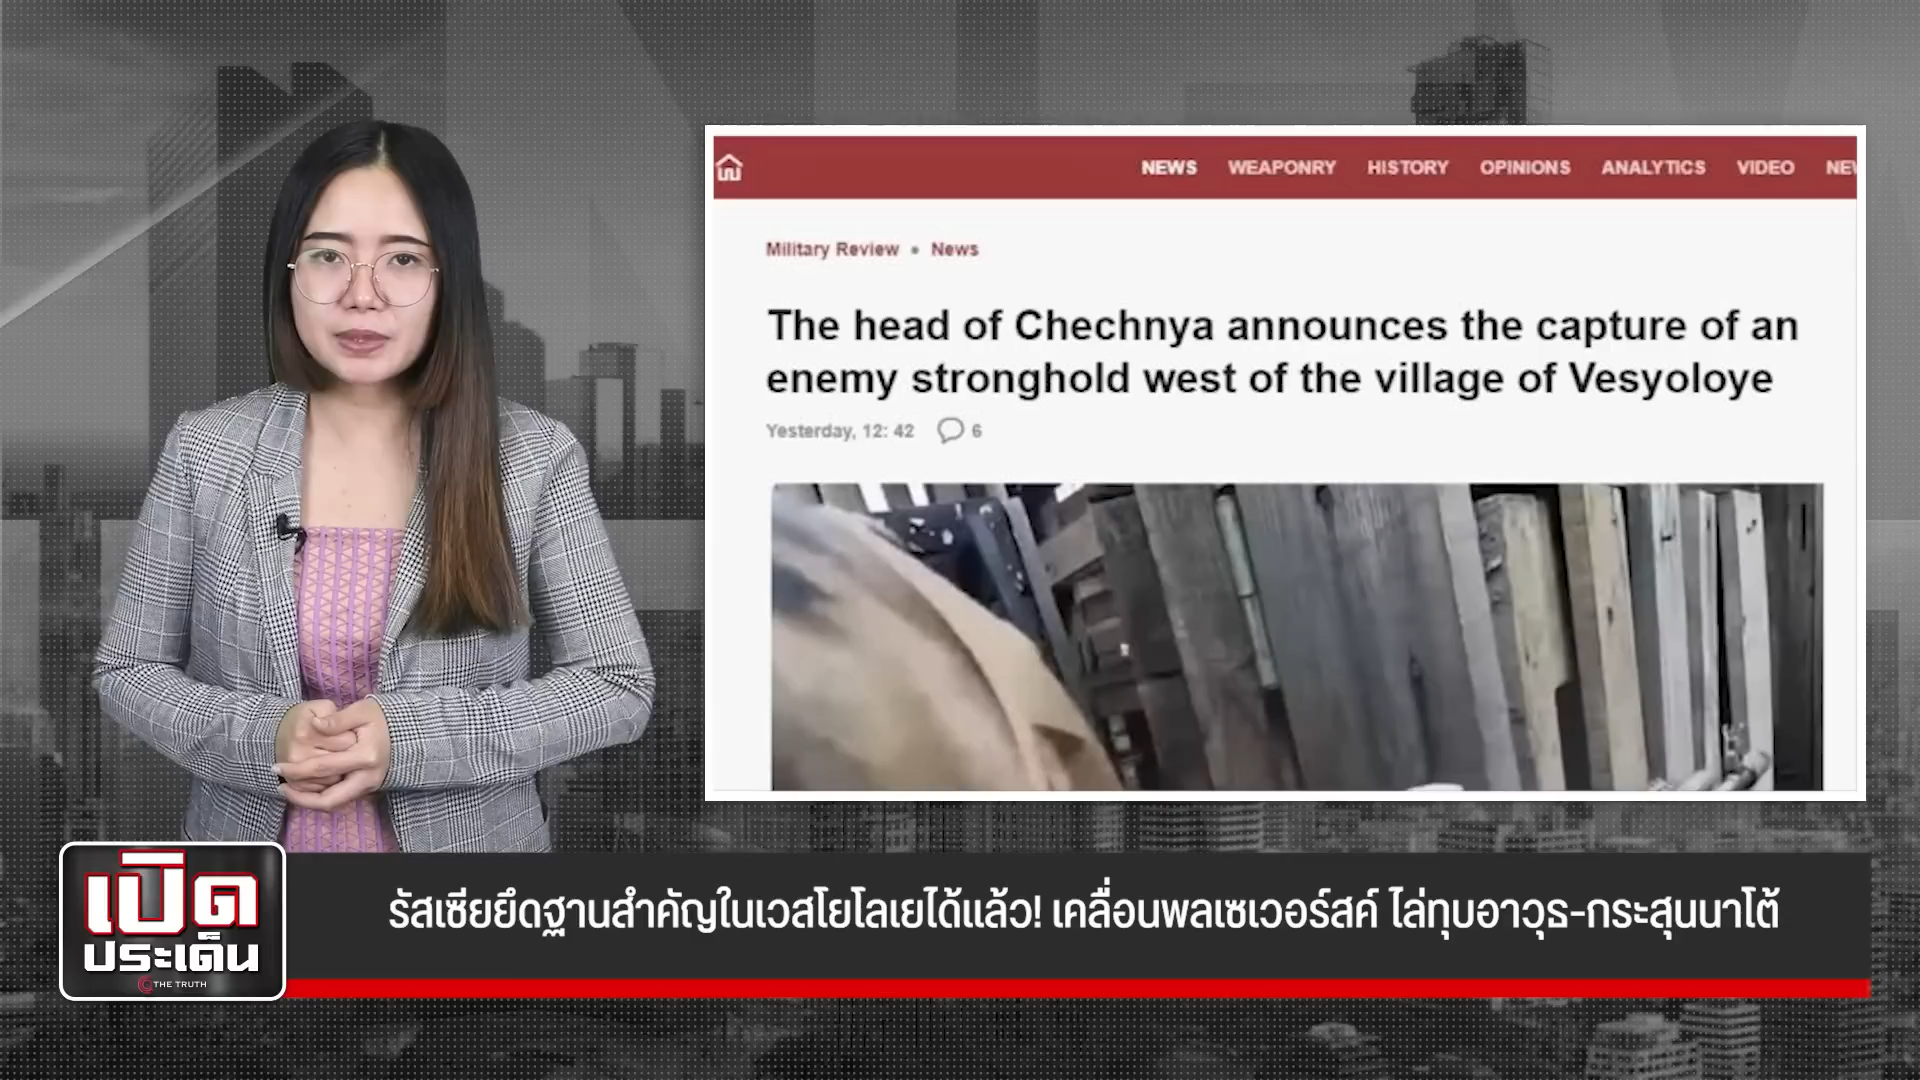 NEWS WEAPONRY HISTORY OPINIONS ANALYTICS VIDEO
Military Review • News
The head of Chechnya announces the capture of an
enemy stronghold west of the village of Vesyoloye
Yesterday, 12: 42 6
เปิด
ประเด็น
THE TRUTH
รัสเซียยึดฐานสำคัญในเวสโยโลเยได้แล้ว! เคลื่อนพลเซเวอร์สค์ ไล่ทุบอาวุธ-กระสุนนาโต้